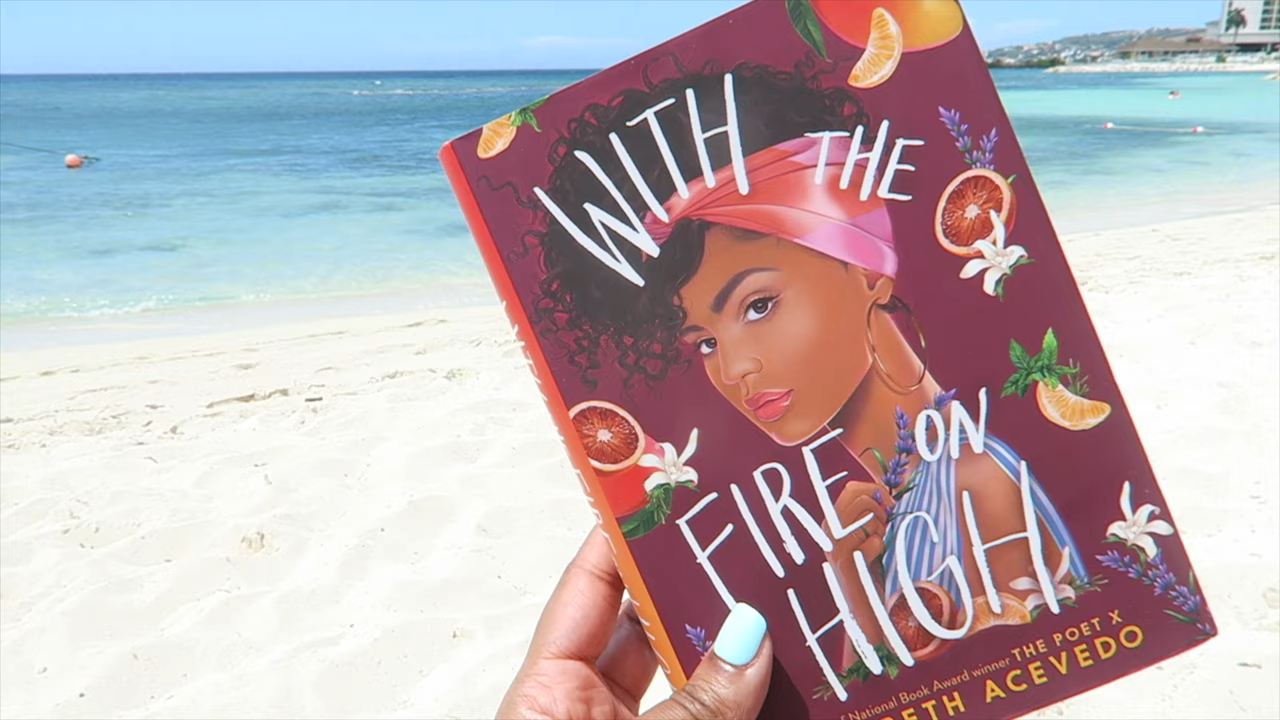 WITH THE
FIRE ON
HIGH
National Book Award winner THE POET X
ACEVEDO